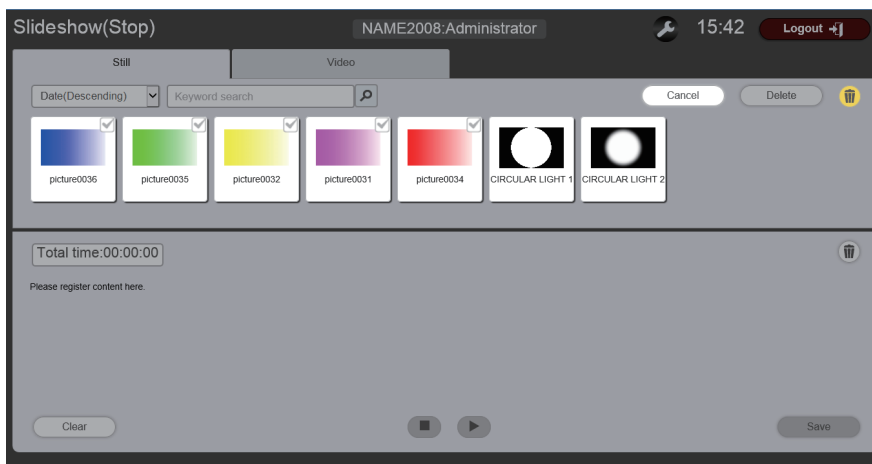 Slideshow(Stop)
NAME2008:Administrator
15:42
Logout
Still
Video
Date(Descending)
Keyword search
Cancel
Delete
picture0036
picture0035
picture0032
picture0031
picture0034
CIRCULAR LIGHT 1
CIRCULAR LIGHT 2
Total time:00:00:00
Please register content here.
Clear
Save